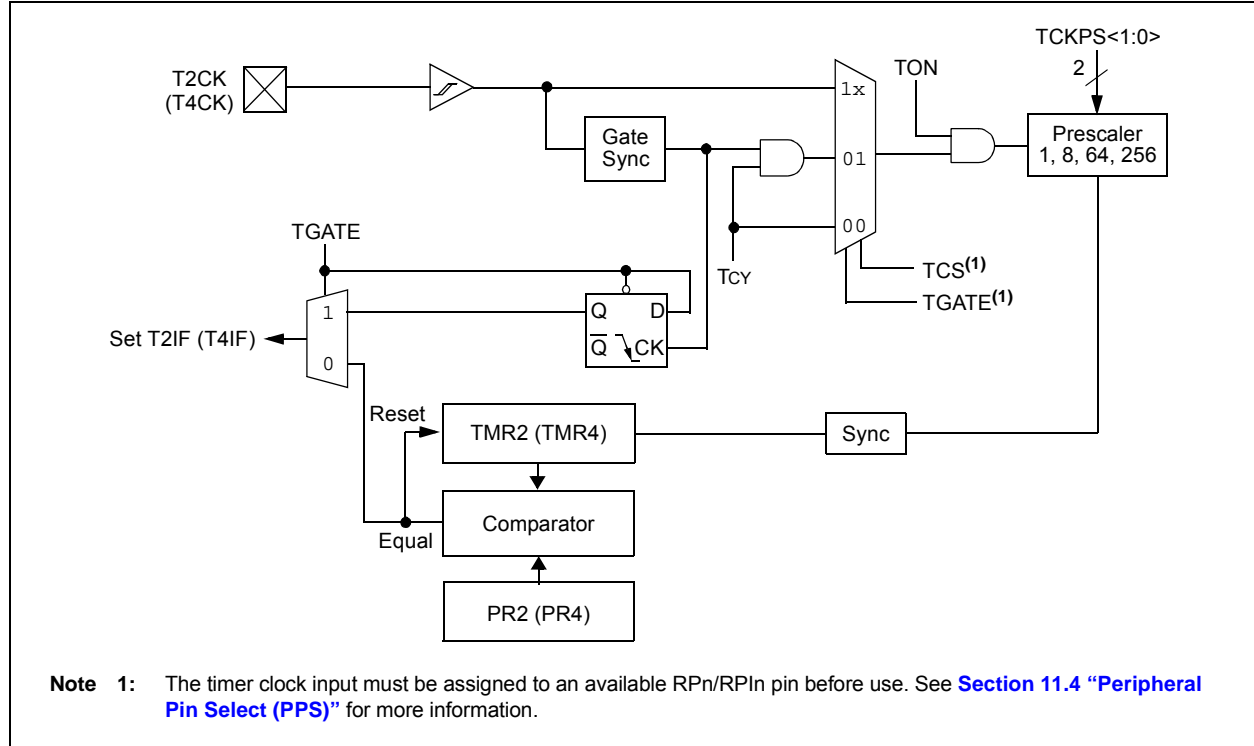 TCKPS<1:0>
2
T2CK
(T4CK)
TON
1x
Gate
Sync
01
Prescaler
1, 8, 64, 256
00
TGATE
TCY
TCS(1)
TGATE(1)
1
Q
D
Set T2IF (T4IF)
Q
CK
0
Reset
TMR2 (TMR4)
Sync
Equal
Comparator
PR2 (PR4)
Note 1: The timer clock input must be assigned to an available RPn/RPIn pin before use. See Section 11.4 “Peripheral
Pin Select (PPS)” for more information.